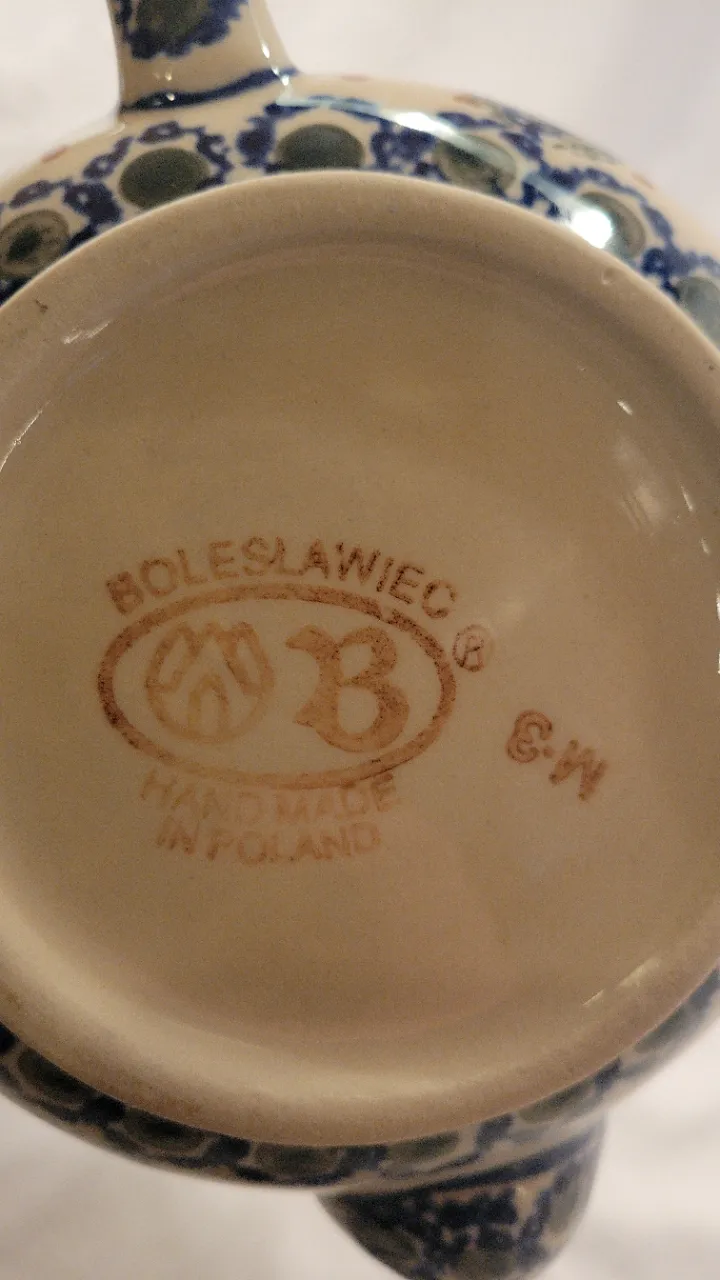 BOLESLAWIEC
®
B
HAND MADE
IN POLAND
M-3